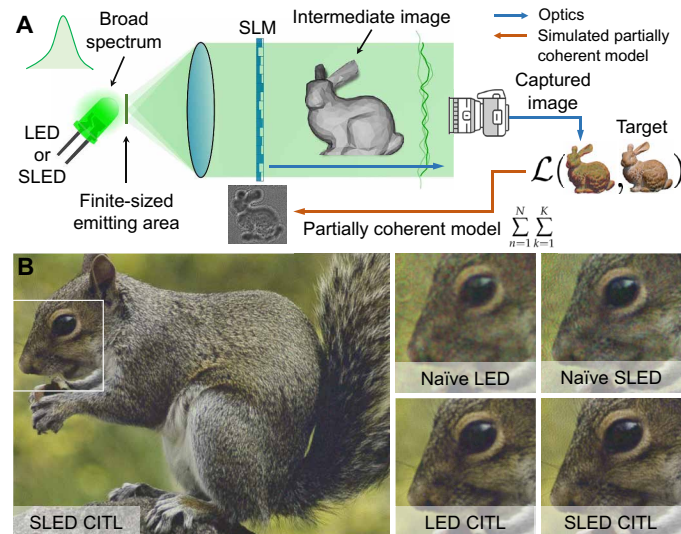 A
Broad
spectrum
SLM
Intermediate image
Optics
Simulated partially
coherent model
Captured
image
Target
LED
or
SLED
Finite-sized
emitting area
ℒ( , )
Partially coherent model
N K
∑ ∑
n=1 k=1
B
Naïve LED
Naïve SLED
SLED CITL
LED CITL
SLED CITL